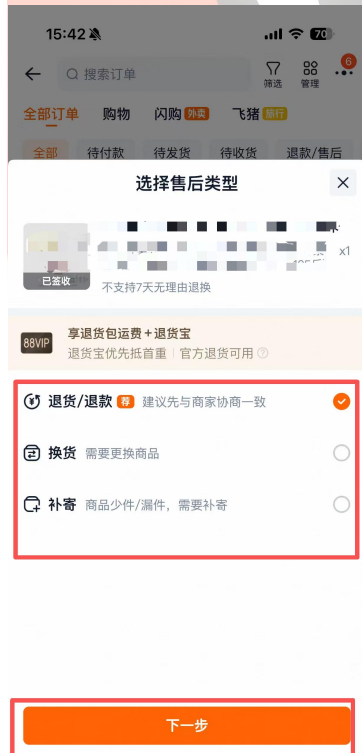 15:42 70
搜索订单 筛选 管理 6
全部订单 购物 闪购 外卖 飞猪 旅行
全部 待付款 待发货 待收货 退款/售后
选择售后类型
x1
已签收
不支持7天无理由退换
88VIP 享退货包运费+退货宝
退货宝优先抵首重 | 官方退货可用
退货/退款 荐 建议先与商家协商一致
换货 需要更换商品
补寄 商品少件/漏件，需要补寄
下一步